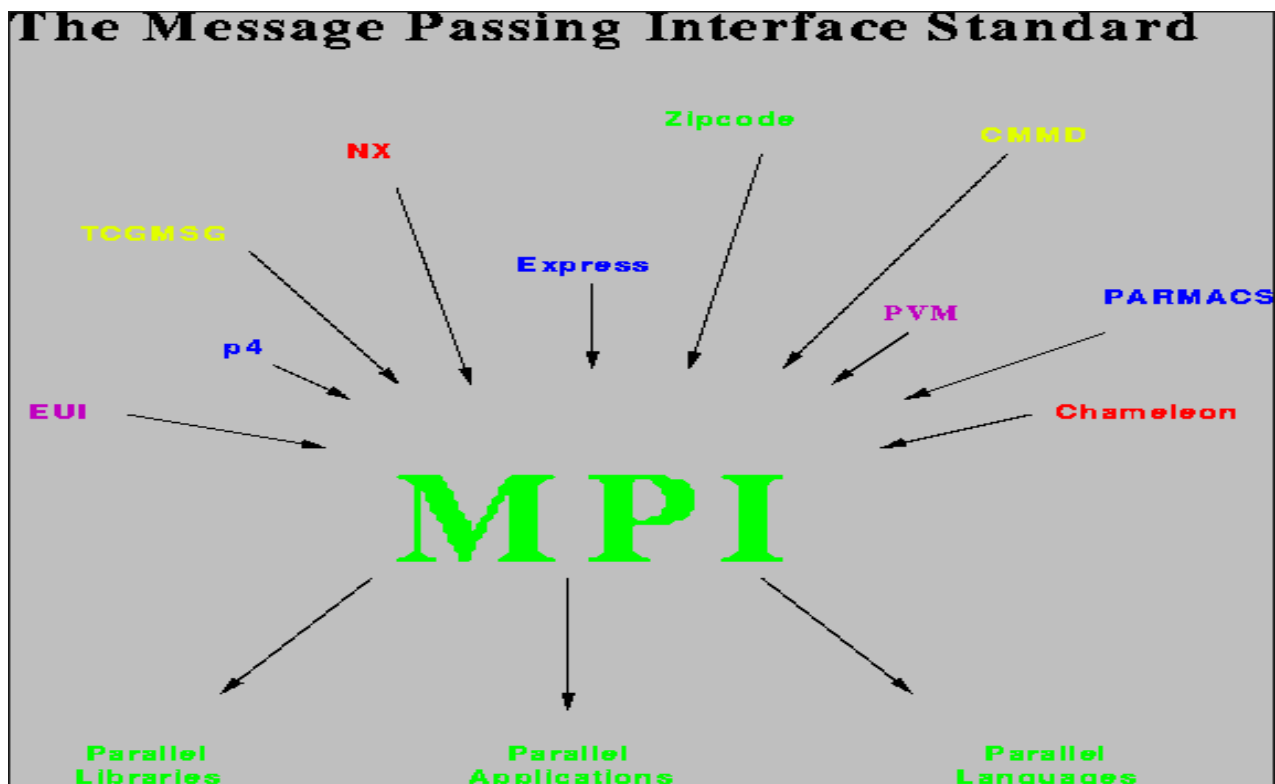 The Message Passing Interface Standard
Zipcode
CMMD
NX
TCGMSG
Express
PARMACS
PVM
p4
EUI
Chameleon
MPI
Parallel Libraries
Parallel Applications
Parallel Languages